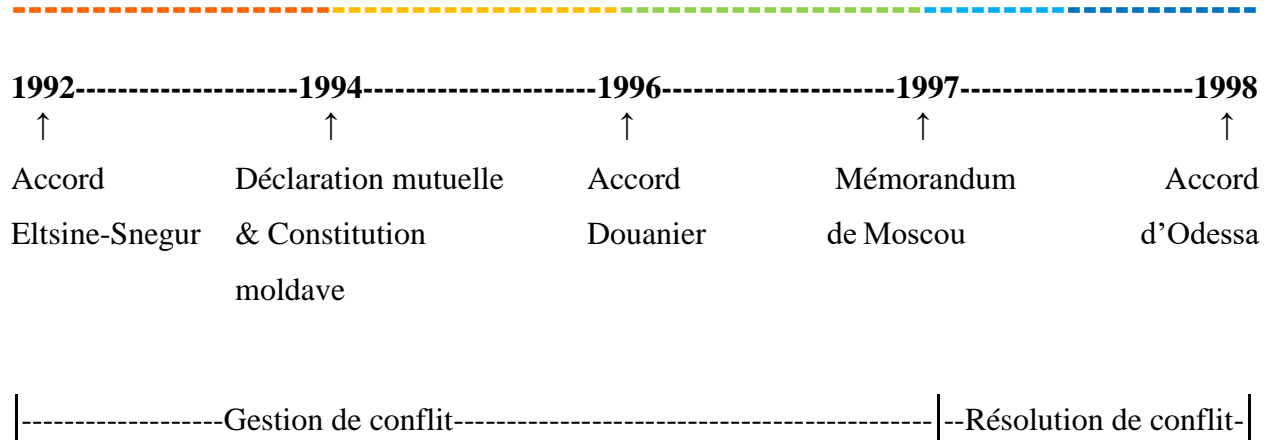 1992---------------------1994----------------------1996----------------------1997----------------------1998
↑ ↑ ↑ ↑ ↑
Accord Déclaration mutuelle Accord Mémorandum Accord
Eltsine-Snegur & Constitution Douanier de Moscou d’Odessa
moldave
|-------------------Gestion de conflit---------------------------------------------|--Résolution de conflit-|